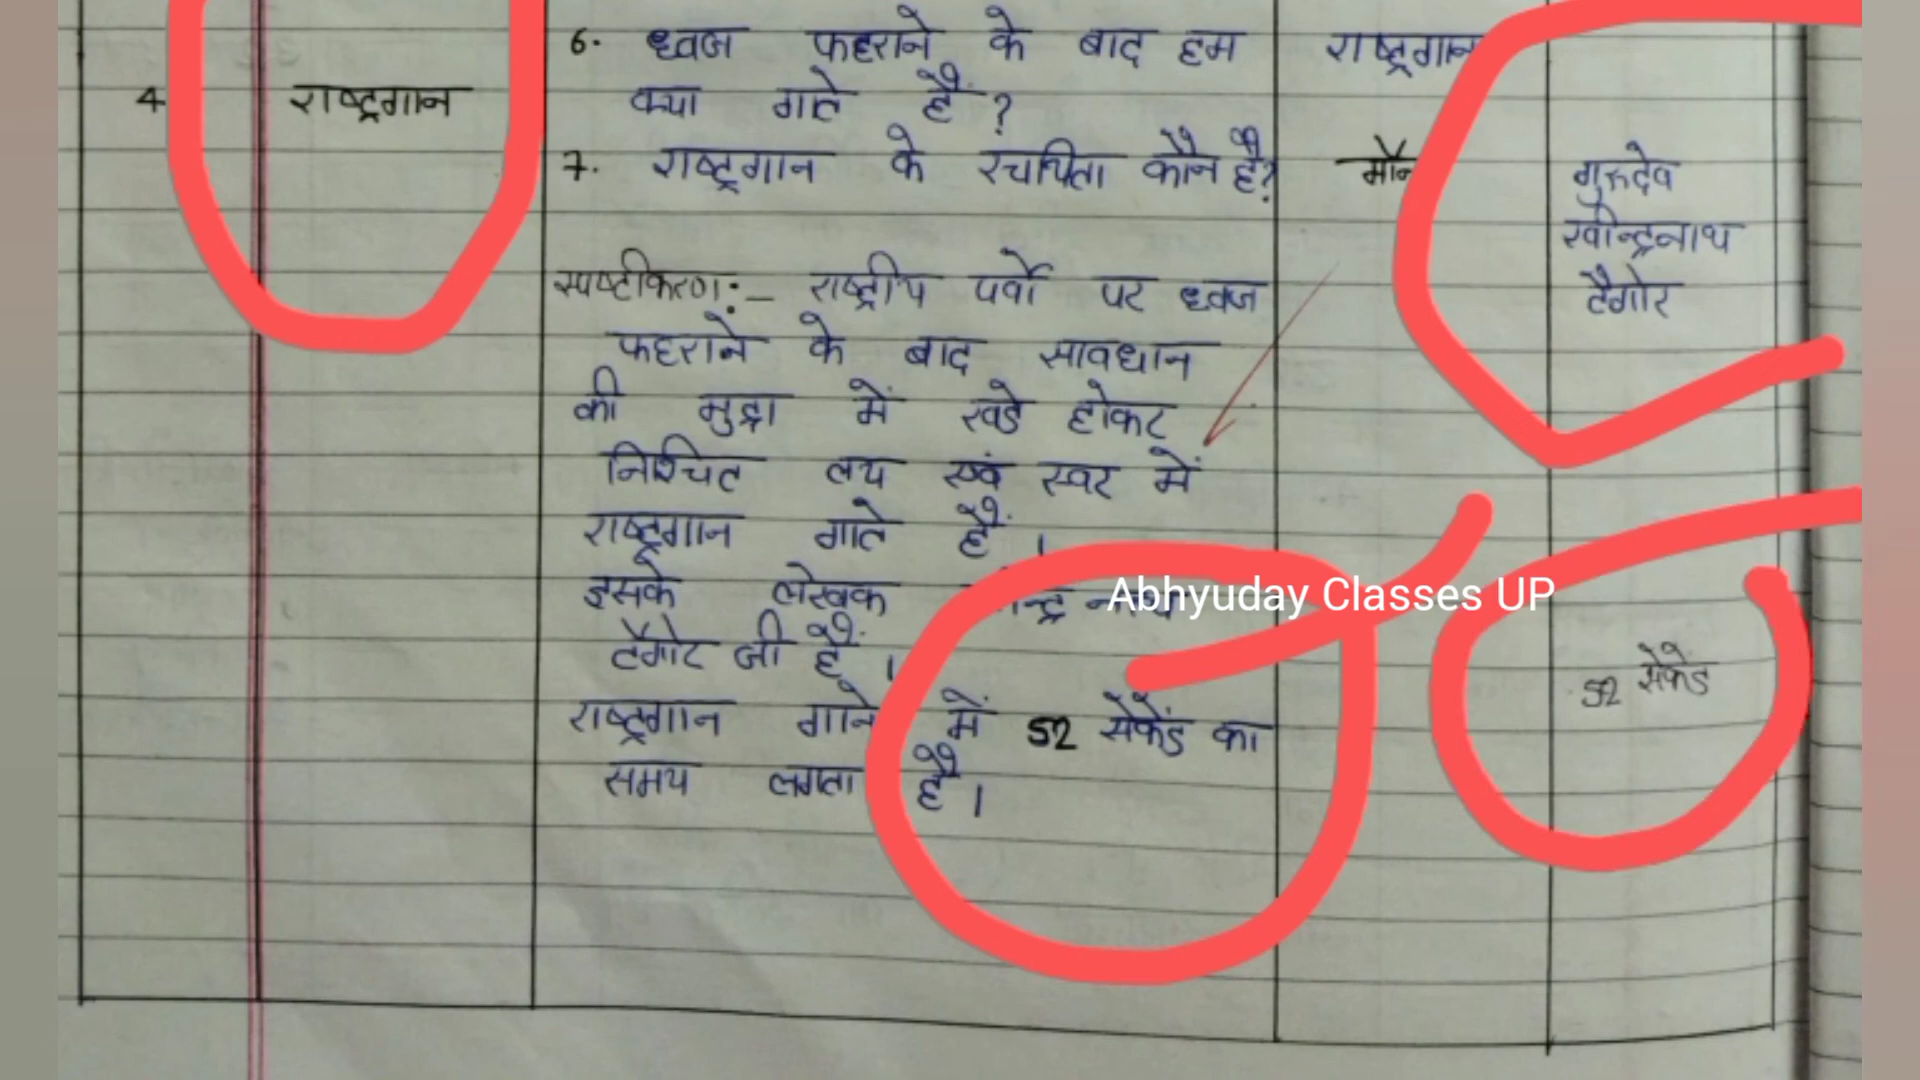 6. ध्वज फहराने के बाद हम राष्ट्रगान
4 राष्ट्रगान क्या गाते हैं ?
7. राष्ट्रगान के रचयिता कौन है? मौन गुरुदेव
रवीन्द्रनाथ
स्पष्टीकरण:- राष्ट्रीय पर्वो पर ध्वज टैगोर
फहराने के बाद सावधान
की मुद्रा में खडे होकर
निश्चित लय एवं स्वर में
राष्ट्रगान गाते हैं ।
इसके लेखक
Abhyuday Classes UP
टैगोर जी हैं ।
52 सेकेंड
राष्ट्रगान गाने में 52 सेकेंड का
समय लगता है ।